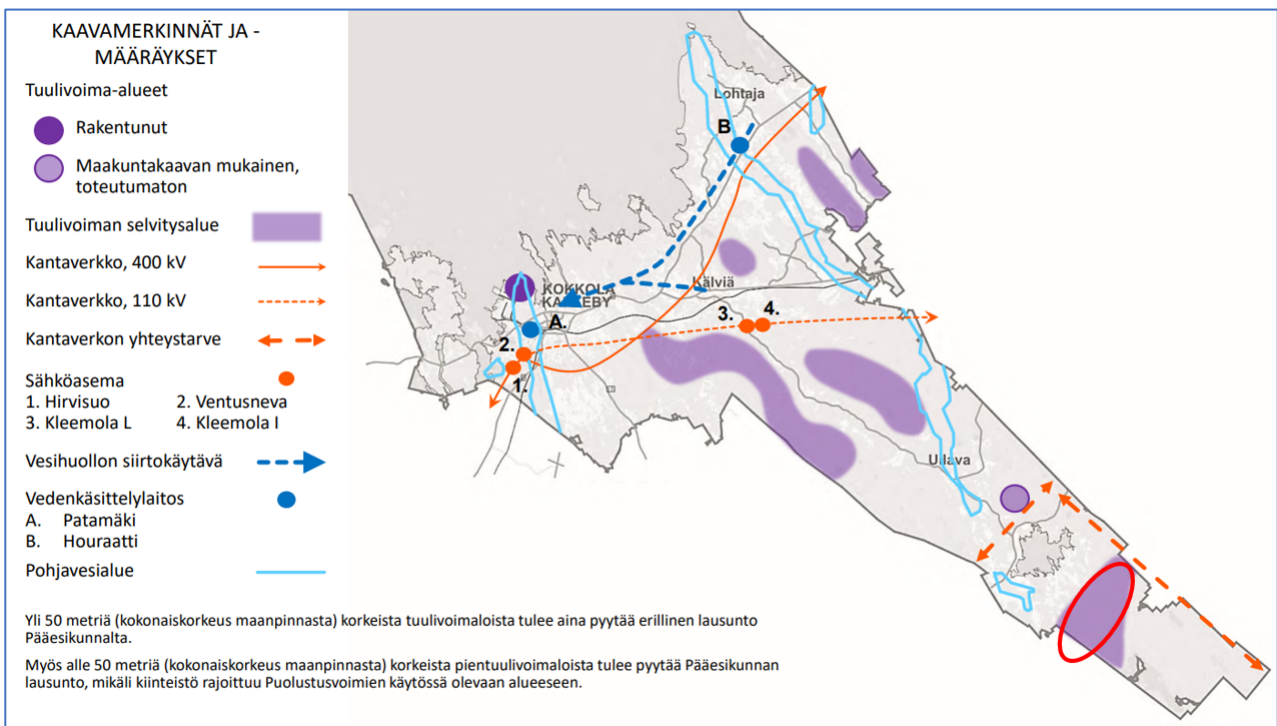 KAAVAMERKINNÄT JA -
MÄÄRÄYKSET
Tuulivoima-alueet
Rakentunut
Maakuntakaavan mukainen,
toteutumaton
Tuulivoiman selvitysalue
Kantaverkko, 400 kV
Kantaverkko, 110 kV
Kantaverkon yhteystarve
Sähköasema
1. Hirvisuo 2. Ventusneva
3. Kleemola L 4. Kleemola I
Vesihuollon siirtokäytävä
Vedenkäsittelylaitos
A. Patamäki
B. Houraatti
Pohjavesialue
Yli 50 metriä (kokonaiskorkeus maanpinnasta) korkeista tuulivoimaloista tulee aina pyytää erillinen lausunto
Pääesikunnalta.
Myös alle 50 metriä (kokonaiskorkeus maanpinnasta) korkeista pientuulivoimaloista tulee pyytää Pääesikunnan
lausunto, mikäli kiinteistö rajoittuu Puolustusvoimien käytössä olevaan alueeseen.
Lohtaja
B
KOKKOLA
KARLEBY
Kälviä
A.
3. 4.
2.
1.
Ullava